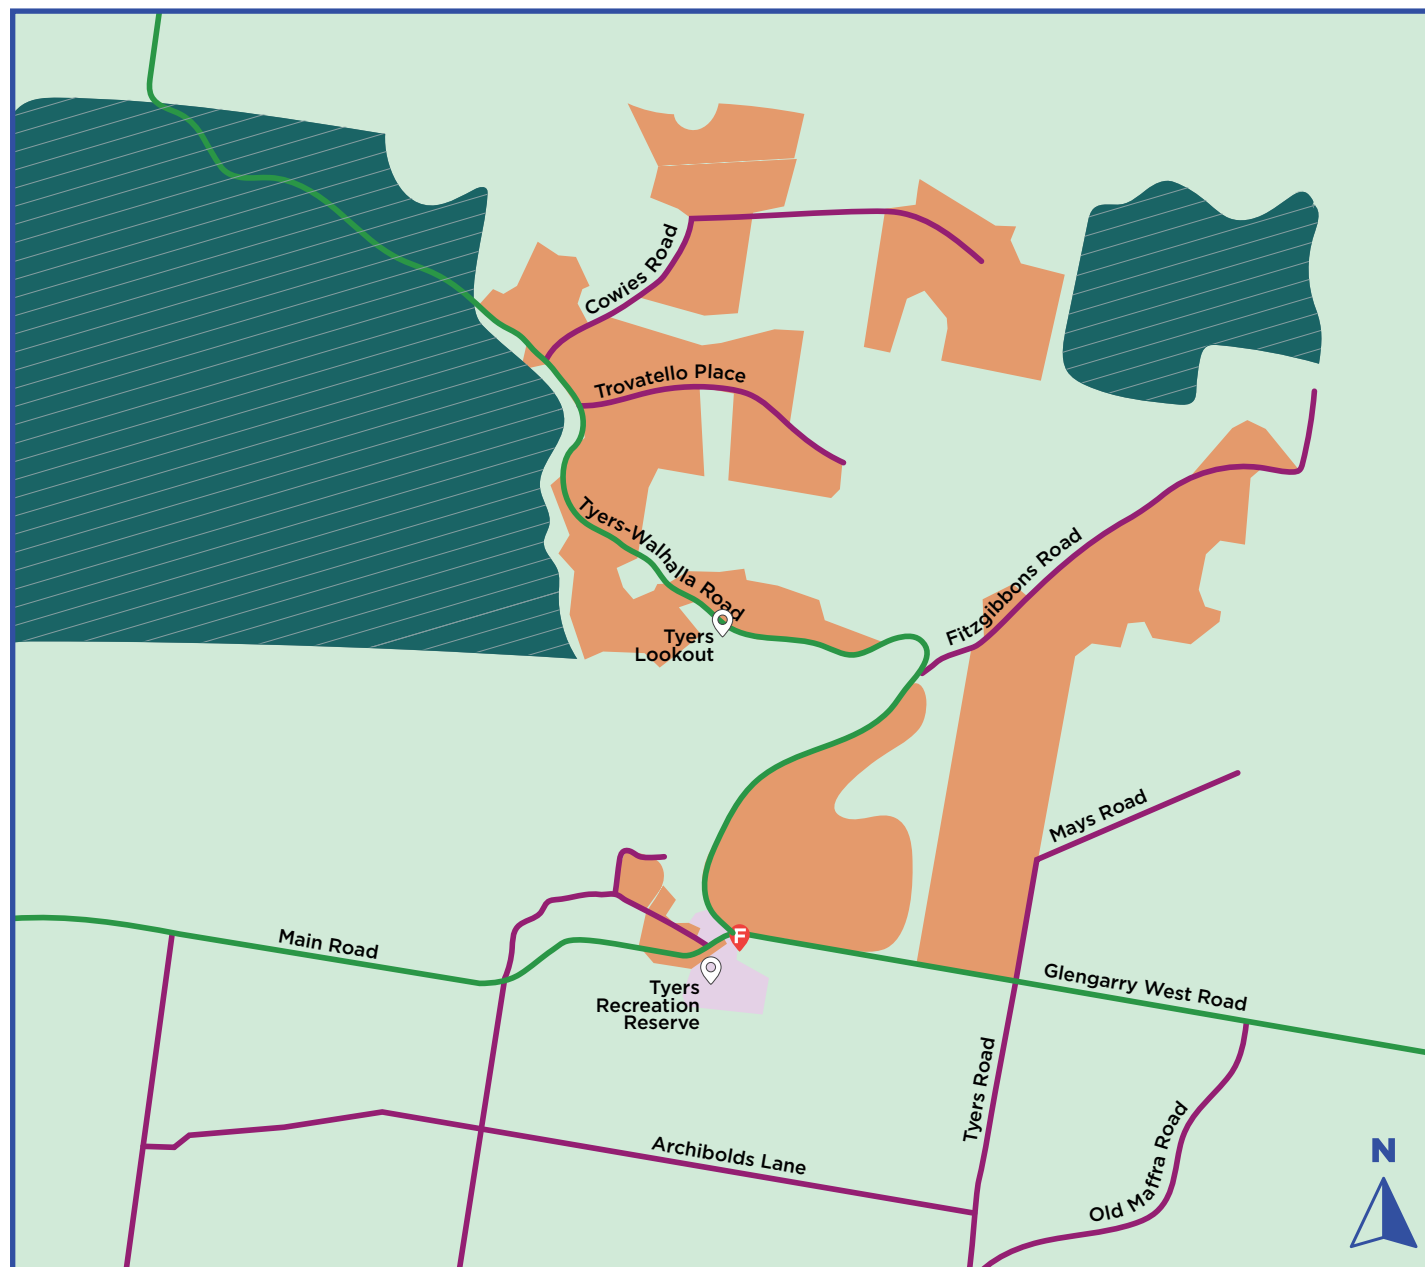 Cowies Road
Trovatello Place
Tyers-Walhalla Road
Fitzgibbons Road
Tyers
Lookout
Mays Road
Main Road
F
Glengarry West Road
Tyers
Recreation
Reserve
Tyers Road
Archibolds Lane
Old Maffra Road
N